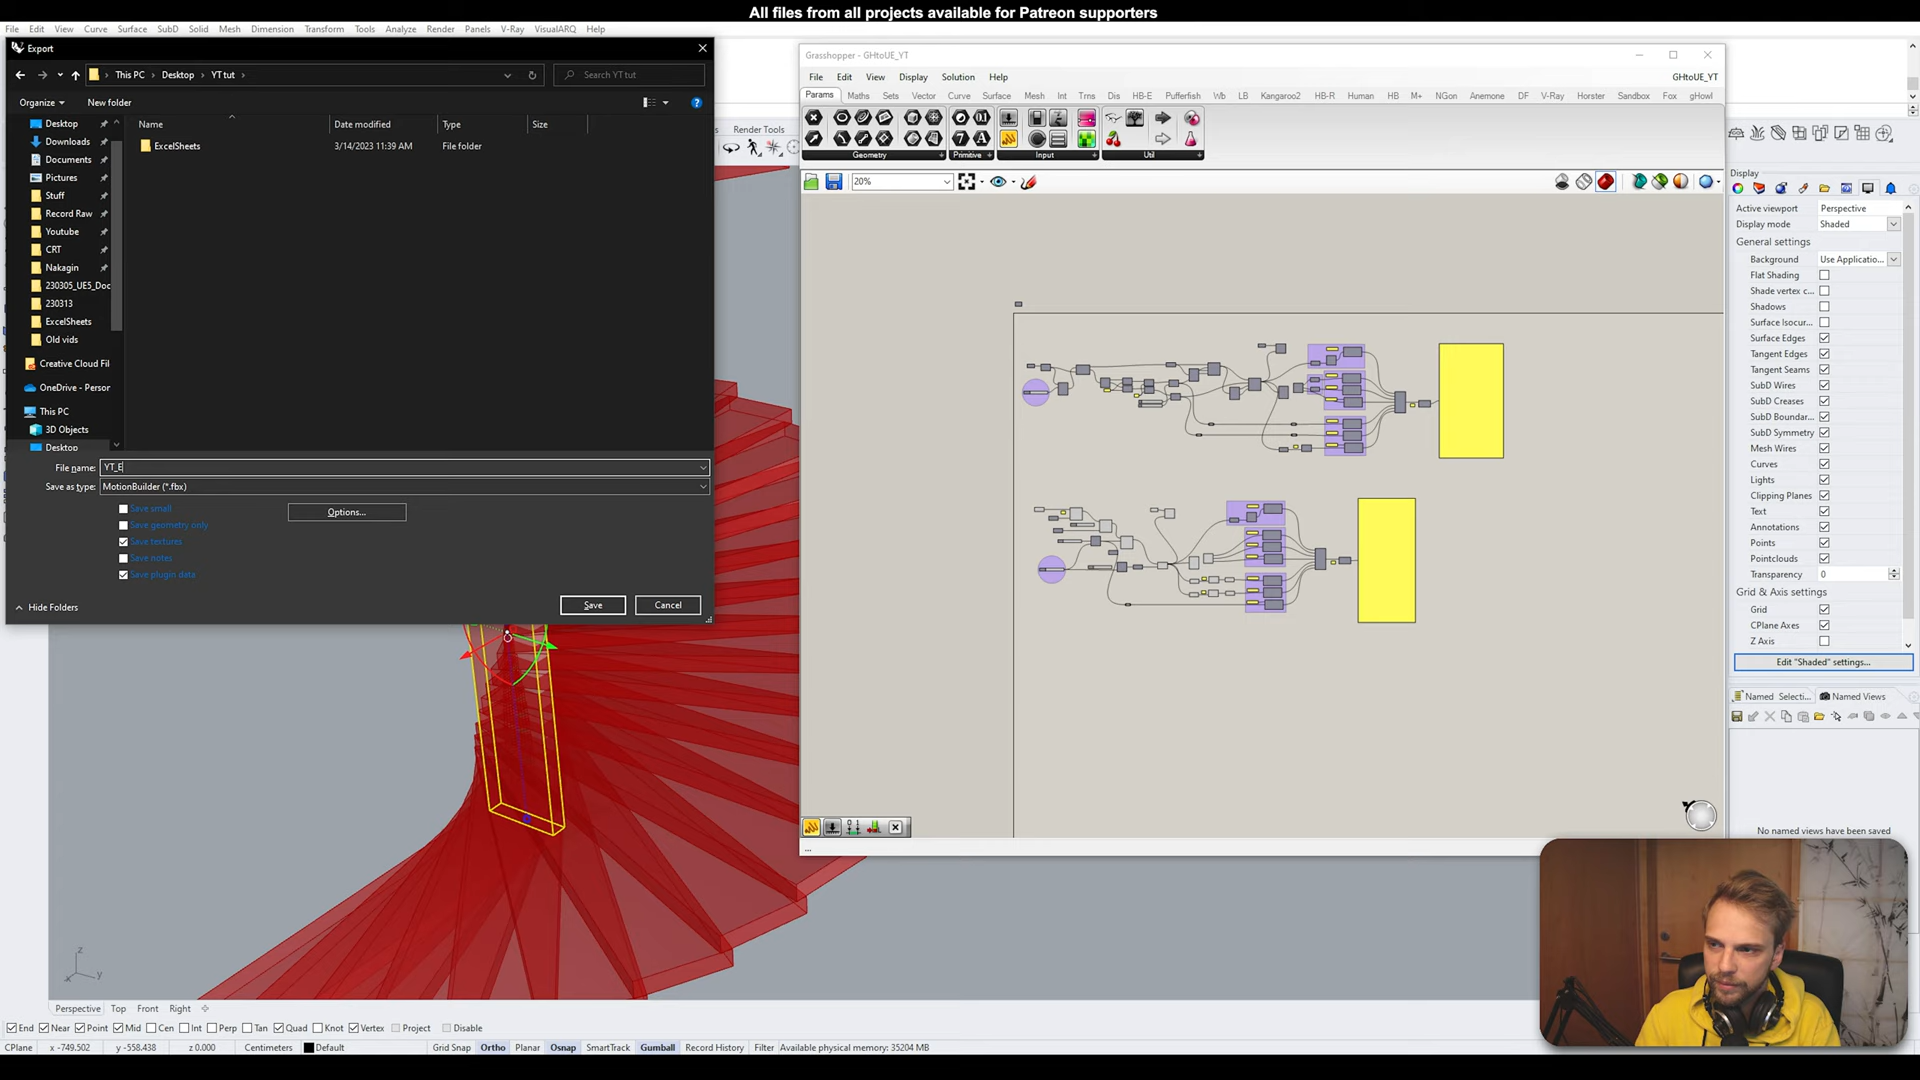 All files from all projects available for Patreon supporters
File Edit View Curve Surface SubD Solid Mesh Dimension Transform Tools Analyze Render Panels V-Ray VisualARQ Help
Export
This PC > Desktop > YT tut >
Search YT tut
Organize New folder
Name Date modified Type Size
ExcelSheets 3/14/2023 11:39 AM File folder
Desktop
Downloads
Documents
Pictures
Stuff
Record Raw
Youtube
CRT
Nakagin
230305_UE5_Doc
230313
ExcelSheets
Old vids
Creative Cloud Fil
OneDrive - Person
This PC
3D Objects
Desktop
File name: YT_E
Save as type: MotionBuilder (*.fbx)
Save small
Save geometry only
Save textures
Save notes
Save plugin data
Options...
Hide Folders
Save Cancel
Render Tools
Grasshopper - GHtoUE_YT
File Edit View Display Solution Help
GHtoUE_YT
Params Maths Sets Vector Curve Surface Mesh Int Trns Dis HB-E Pufferfish Wb LB Kangaroo2 HB-R Human HB M+ NGon Anemone DF V-Ray Horster Sandbox Fox gHowl
Geometry Primitive Input Util
20%
...
Display
Active viewport Perspective
Display mode Shaded
General settings
Background Use Applicatio...
Flat Shading
Shade vertex c...
Shadows
Surface Isocur...
Surface Edges
Tangent Edges
Tangent Seams
SubD Wires
SubD Creases
SubD Boundar...
SubD Symmetry
Mesh Wires
Curves
Lights
Clipping Planes
Text
Annotations
Points
Pointclouds
Transparency 0
Grid & Axis settings
Grid
CPlane Axes
Z Axis
Edit "Shaded" settings...
Named Selecti... Named Views
No named views have been saved
z
x y
Perspective Top Front Right
End Near Point Mid Cen Int Perp Tan Quad Knot Vertex Project Disable
CPlane x -749.502 y -558.438 z 0.000 Centimeters Default Grid Snap Ortho Planar Osnap SmartTrack Gumball Record History Filter Available physical memory: 35204 MB